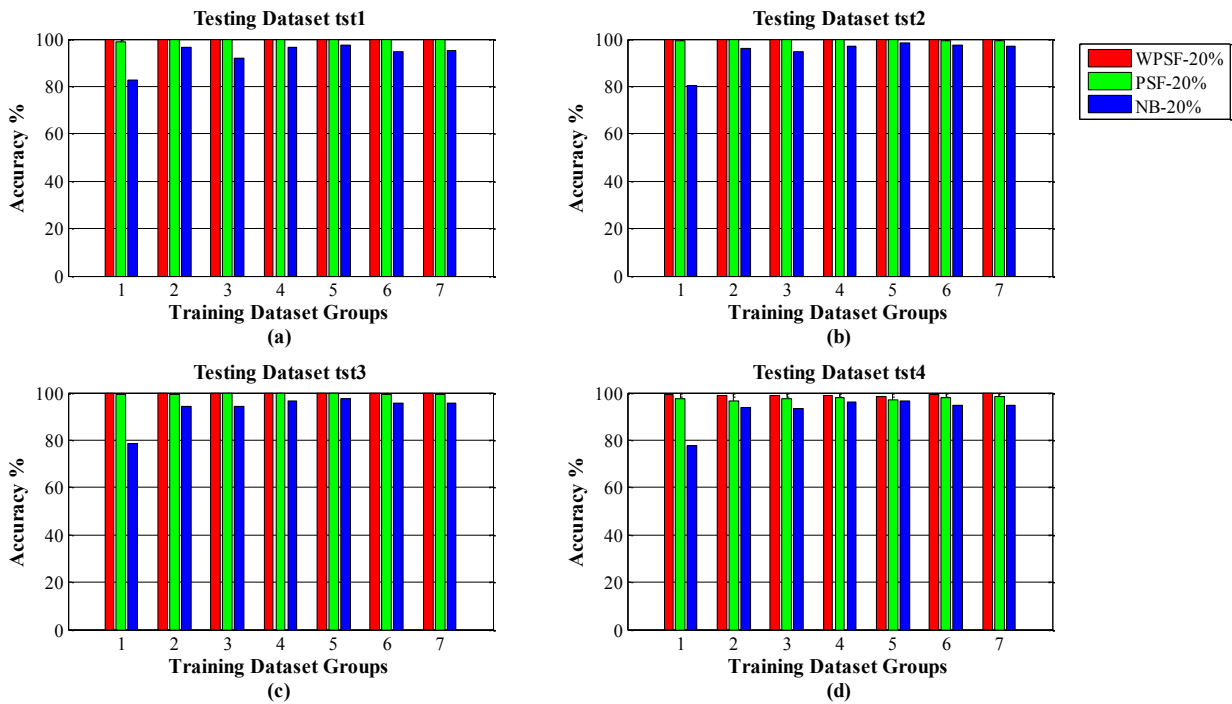 Testing Dataset tst1
Accuracy %
100
80
60
40
20
0
1 2 3 4 5 6 7
Training Dataset Groups
(a)
Testing Dataset tst2
Accuracy %
100
80
60
40
20
0
1 2 3 4 5 6 7
Training Dataset Groups
(b)
WPSF-20%
PSF-20%
NB-20%
Testing Dataset tst3
Accuracy %
100
80
60
40
20
0
1 2 3 4 5 6 7
Training Dataset Groups
(c)
Testing Dataset tst4
Accuracy %
100
80
60
40
20
0
1 2 3 4 5 6 7
Training Dataset Groups
(d)